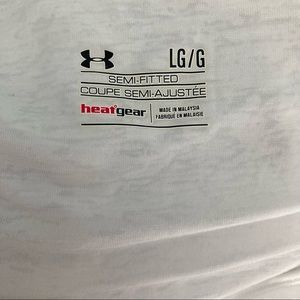 LG/G
SEMI-FITTED
COUPE SEMI-AJUSTÉE
heatgear
MADE IN MALAYSIA
FABRIQUÉ EN MALAISIE